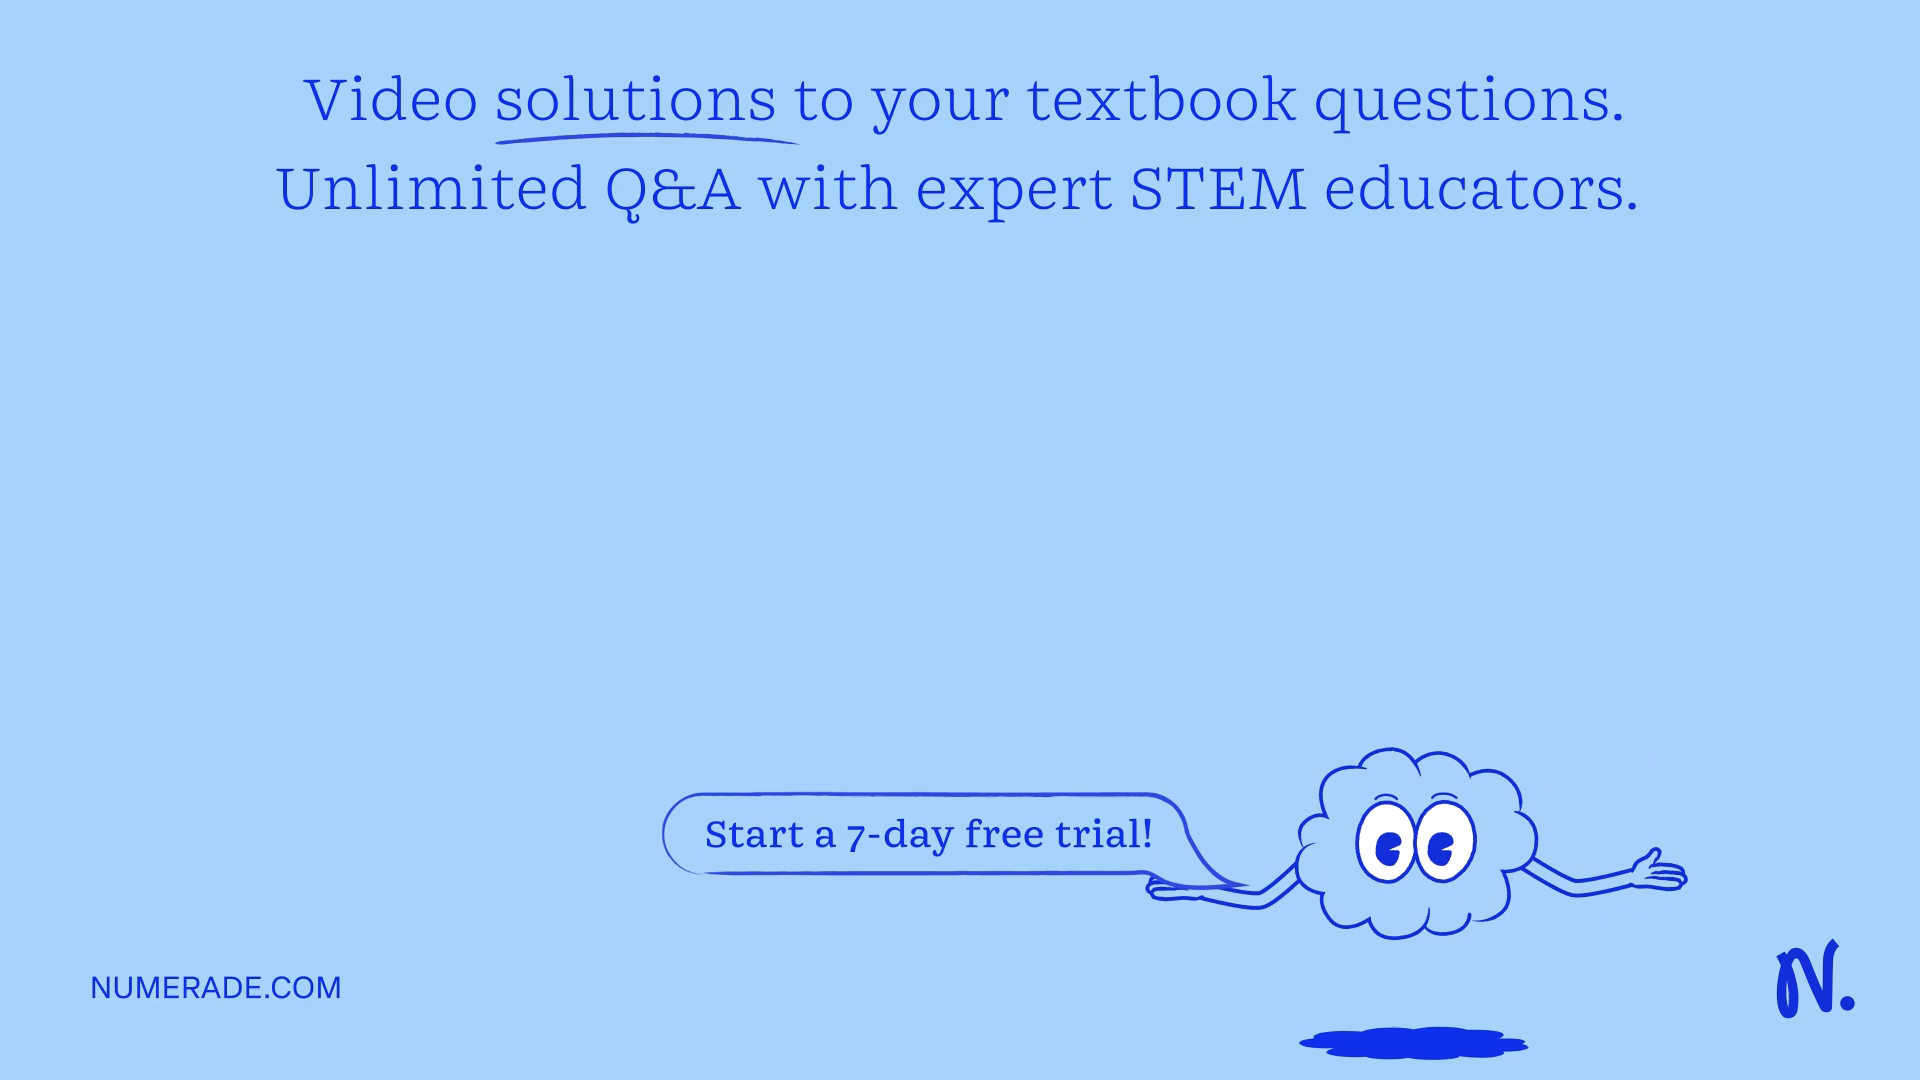 Video solutions to your textbook questions.
Unlimited Q&A with expert STEM educators.
Start a 7-day free trial!
NUMERADE.COM
N.